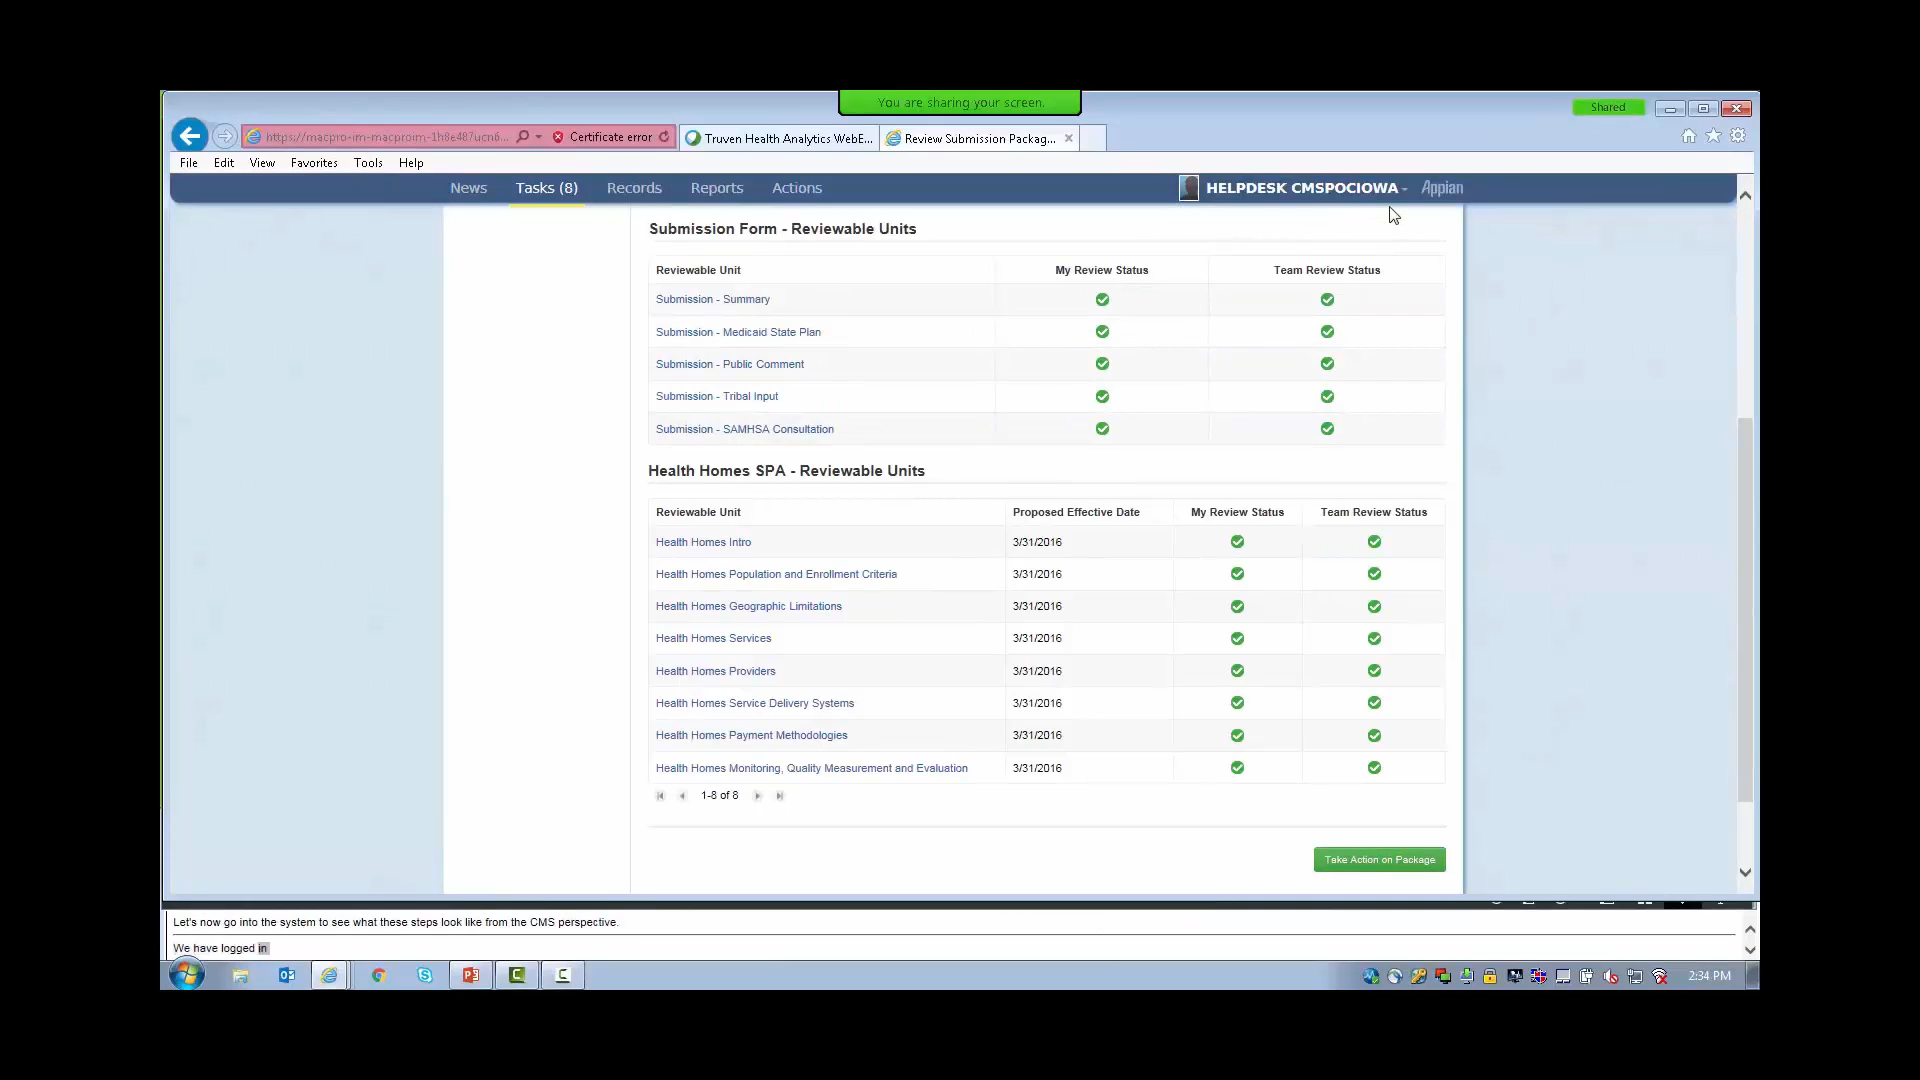 You are sharing your screen.
Shared
https://macpro-im-macproim-1h8e487ucn6... Certificate error Truven Health Analytics WebE... Review Submission Packag...
File Edit View Favorites Tools Help
News Tasks (8) Records Reports Actions HELPDESK CMSPOCIOWA Appian
Submission Form - Reviewable Units
Reviewable Unit My Review Status Team Review Status
Submission - Summary
Submission - Medicaid State Plan
Submission - Public Comment
Submission - Tribal Input
Submission - SAMHSA Consultation
Health Homes SPA - Reviewable Units
Reviewable Unit Proposed Effective Date My Review Status Team Review Status
Health Homes Intro 3/31/2016
Health Homes Population and Enrollment Criteria 3/31/2016
Health Homes Geographic Limitations 3/31/2016
Health Homes Services 3/31/2016
Health Homes Providers 3/31/2016
Health Homes Service Delivery Systems 3/31/2016
Health Homes Payment Methodologies 3/31/2016
Health Homes Monitoring, Quality Measurement and Evaluation 3/31/2016
1-8 of 8
Take Action on Package
Let's now go into the system to see what these steps look like from the CMS perspective.
We have logged in
2:34 PM